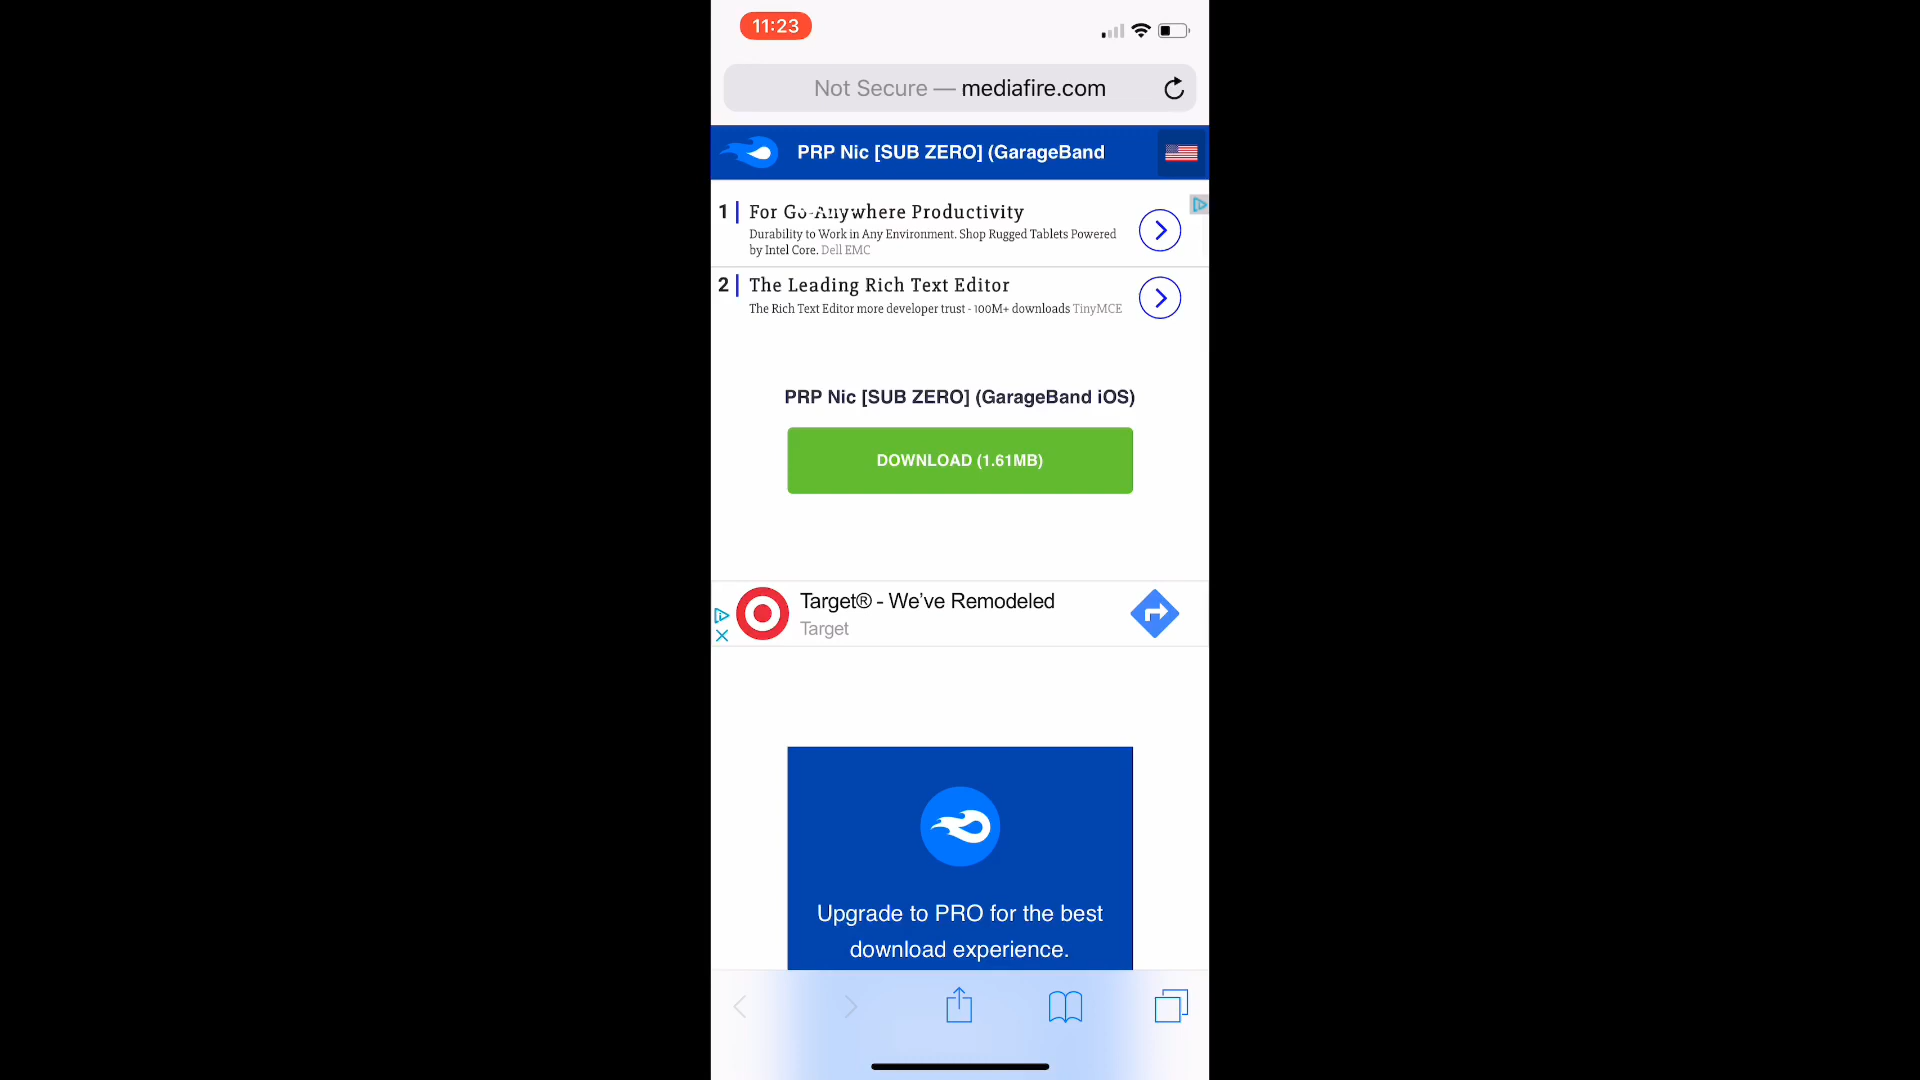 11:23
Not Secure — mediafire.com
PRP Nic [SUB ZERO] (GarageBand
1 For Go-Anywhere Productivity
Durability to Work in Any Environment. Shop Rugged Tablets Powered
by Intel Core. Dell EMC
2 The Leading Rich Text Editor
The Rich Text Editor more developer trust - 100M+ downloads TinyMCE
PRP Nic [SUB ZERO] (GarageBand iOS)
DOWNLOAD (1.61MB)
Target® - We've Remodeled
Target
Upgrade to PRO for the best
download experience.